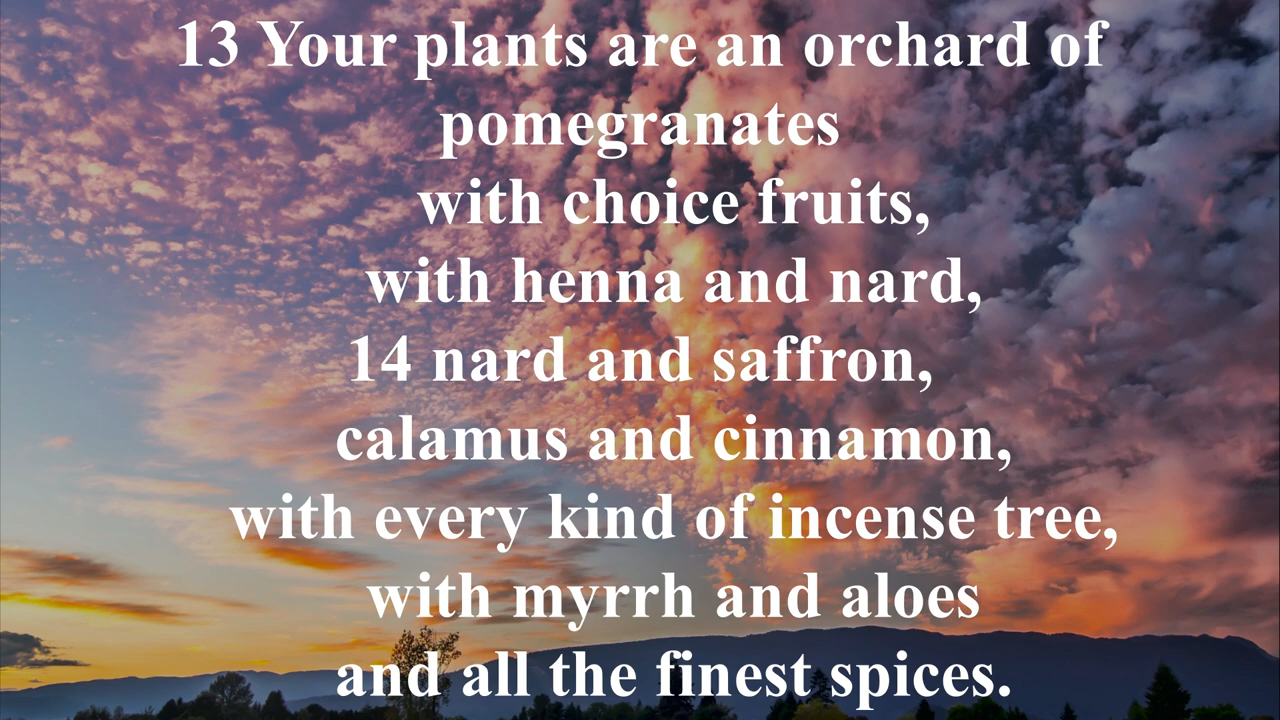 13 Your plants are an orchard of
pomegranates
with choice fruits,
with henna and nard,
14 nard and saffron,
calamus and cinnamon,
with every kind of incense tree,
with myrrh and aloes
and all the finest spices.